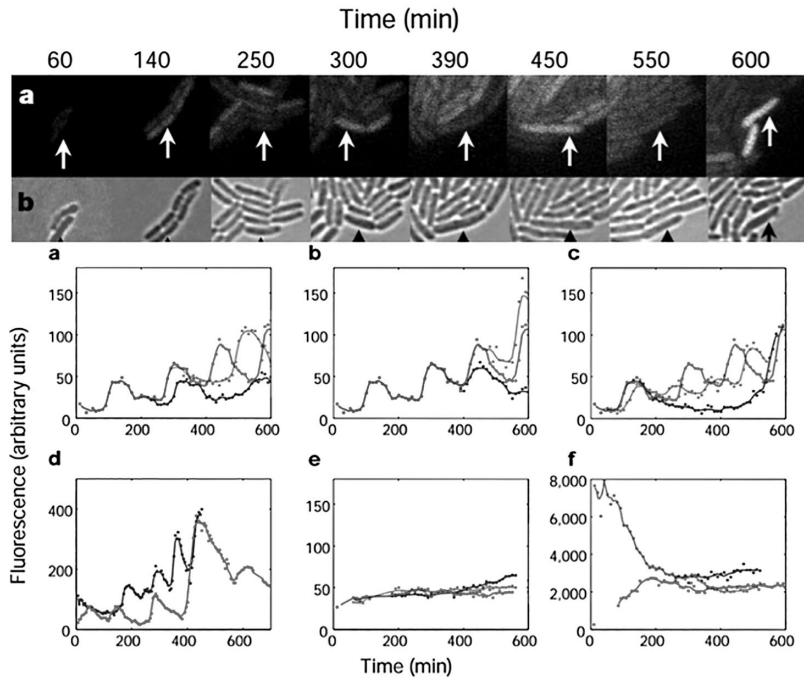 Time (min)
60 140 250 300 390 450 550 600
a
b
a b c
150 150 150
100 100 100
50 50 50
0 0 0
0 200 400 600 0 200 400 600 0 200 400 600
Fluorescence (arbitrary units)
d e f
400 150 8,000
6,000
200 100 4,000
50 2,000
0 0 0
0 200 400 600 0 200 400 600 0 200 400 600
Time (min)